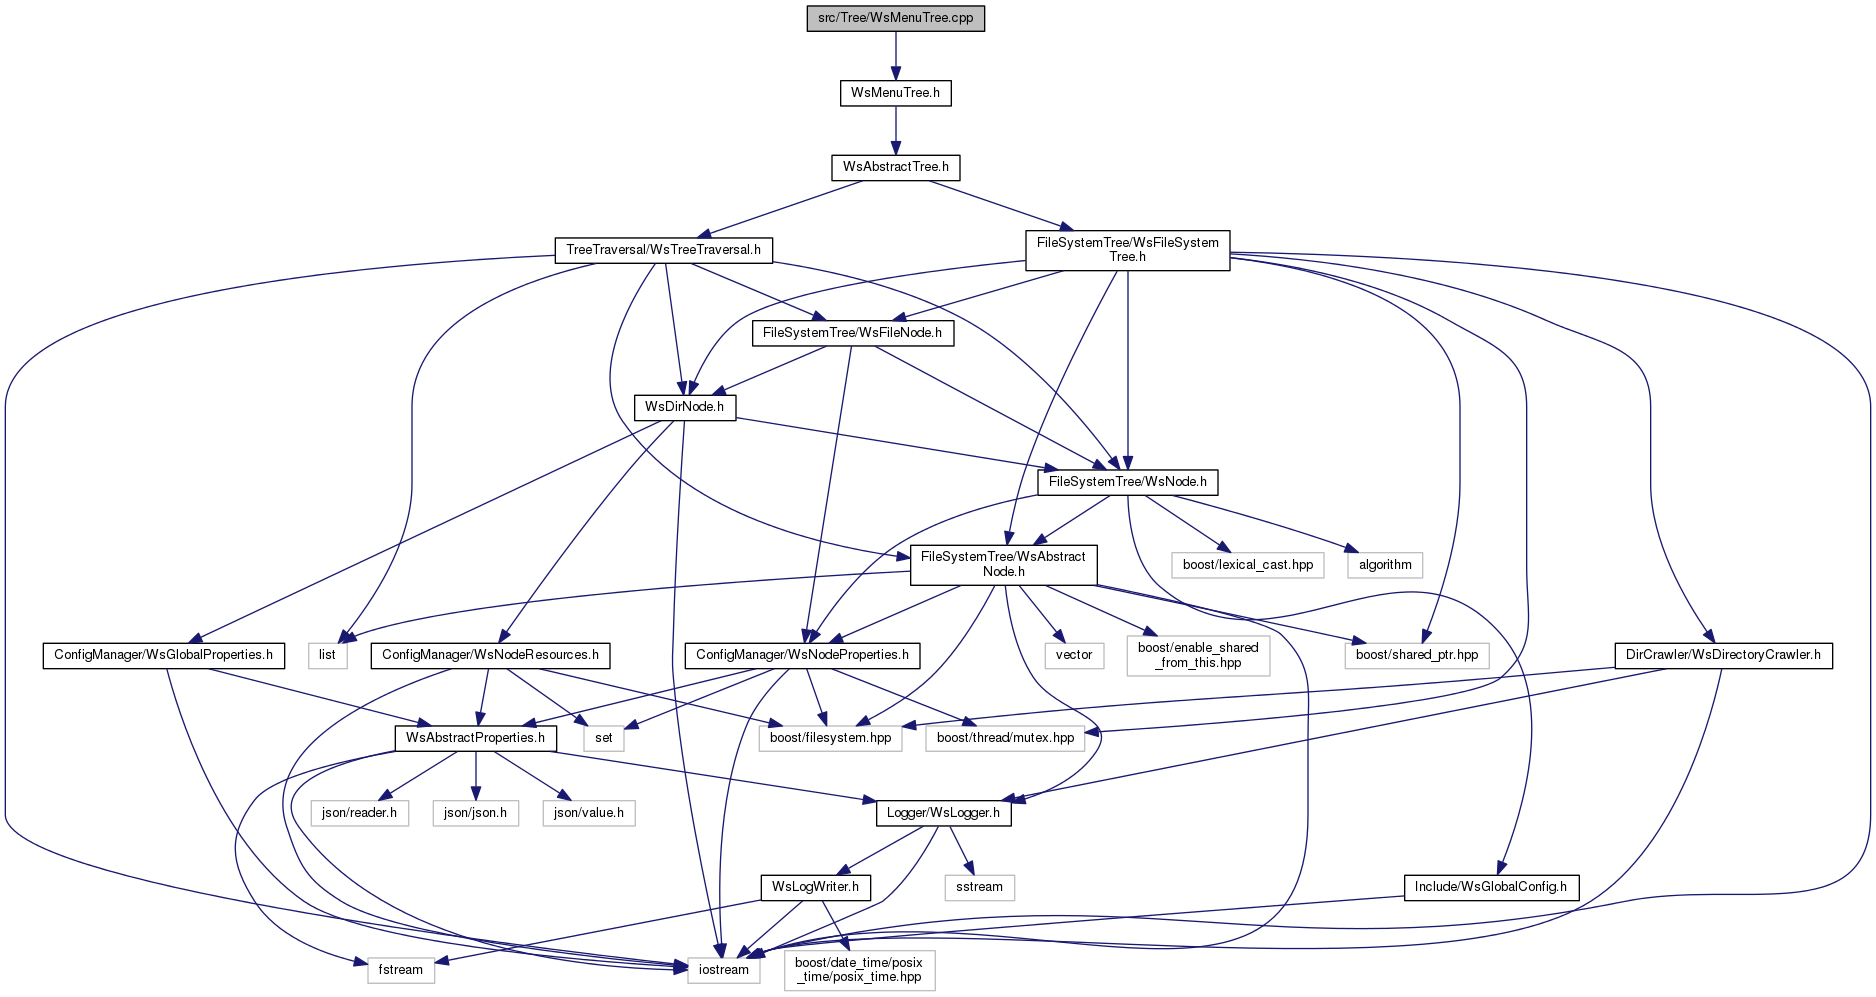 src/Tree/WsMenuTree.cpp
WsMenuTree.h
WsAbstractTree.h
TreeTraversal/WsTreeTraversal.h
FileSystemTree/WsFileSystem
Tree.h
FileSystemTree/WsFileNode.h
WsDirNode.h
FileSystemTree/WsNode.h
FileSystemTree/WsAbstract
Node.h
boost/lexical_cast.hpp
algorithm
ConfigManager/WsGlobalProperties.h
list
ConfigManager/WsNodeResources.h
ConfigManager/WsNodeProperties.h
vector
boost/enable_shared
_from_this.hpp
boost/shared_ptr.hpp
DirCrawler/WsDirectoryCrawler.h
WsAbstractProperties.h
set
boost/filesystem.hpp
boost/thread/mutex.hpp
json/reader.h
json/json.h
json/value.h
Logger/WsLogger.h
WsLogWriter.h
sstream
Include/WsGlobalConfig.h
fstream
iostream
boost/date_time/posix
_time/posix_time.hpp